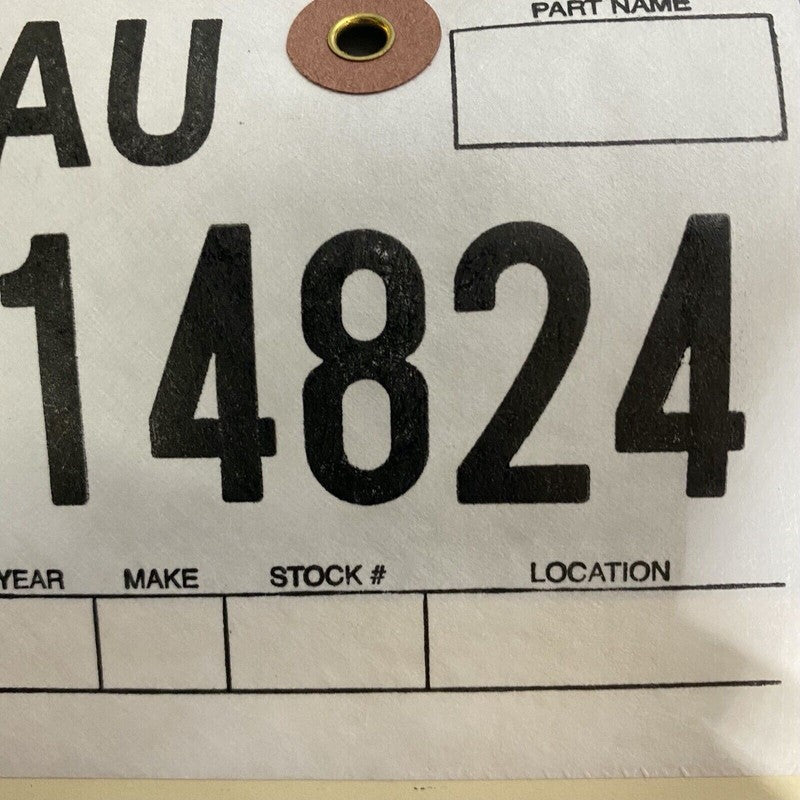 PART NAME
AU
14824
YEAR MAKE STOCK # LOCATION